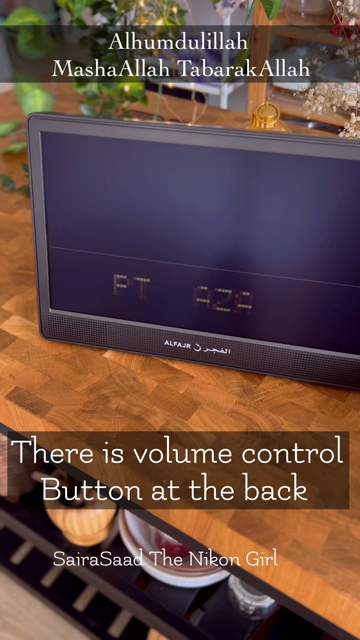 Alhumdulillah
MashaAllah TabarakAllah
PT AZA
ALFAJR الفجر
There is volume control
Button at the back
SairaSaad The Nikon Girl